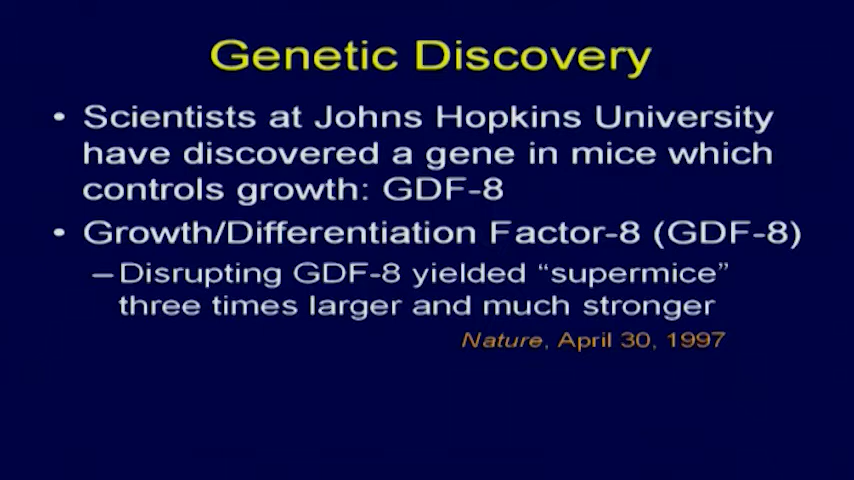 Genetic Discovery
• Scientists at Johns Hopkins University
have discovered a gene in mice which
controls growth: GDF-8
• Growth/Differentiation Factor-8 (GDF-8)
– Disrupting GDF-8 yielded “supermice”
three times larger and much stronger
Nature, April 30, 1997